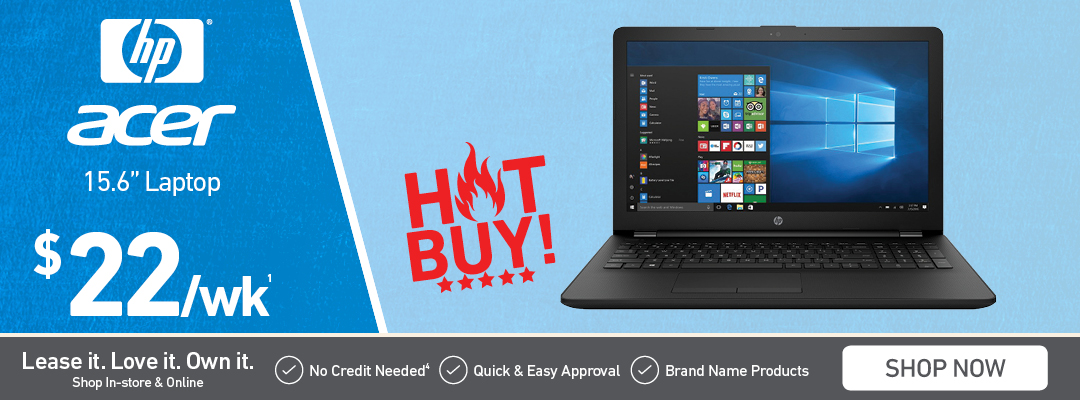 hp®
acer
15.6” Laptop
$22/wk¹
HOT
BUY!
hp
NETFLIX
Lease it. Love it. Own it.
Shop In-store & Online
No Credit Needed⁴
Quick & Easy Approval
Brand Name Products
SHOP NOW